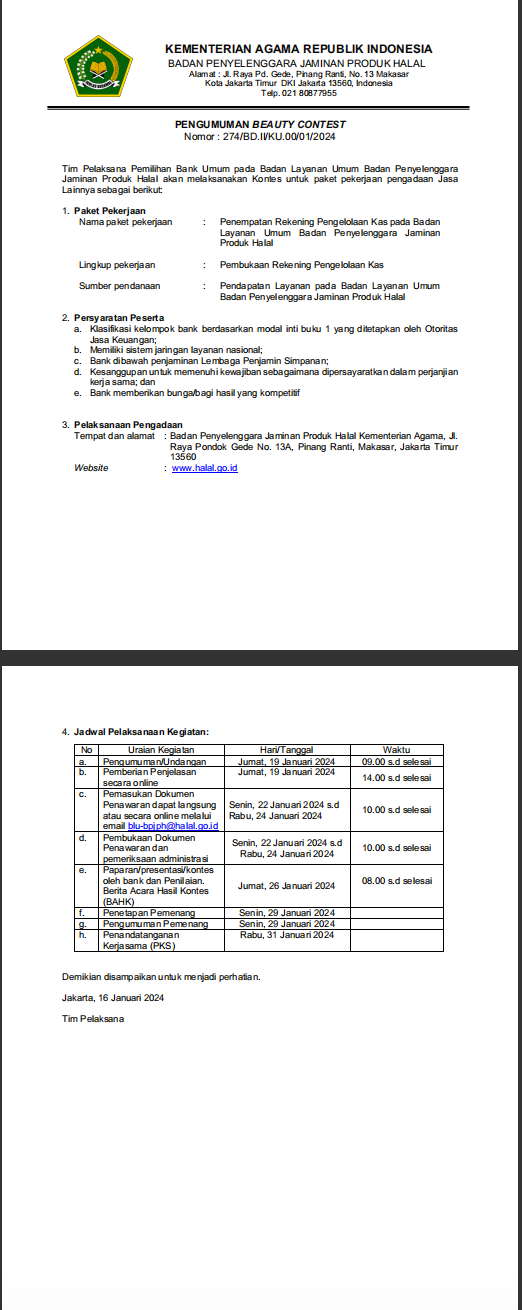 KEMENTERIAN AGAMA REPUBLIK INDONESIA
BADAN PENYELENGGARA JAMINAN PRODUK HALAL
Alamat : Jl. Raya Pd. Gede, Pinang Ranti, No. 13 Makasar
Kota Jakarta Timur DKI Jakarta 13560, Indonesia
Telp. 021 80877955
PENGUMUMAN BEAUTY CONTEST
Nomor : 274/BD.II/KU.00/01/2024
Tim Pelaksana Pemilihan Bank Umum pada Badan Layanan Umum Badan Penyelenggara
Jaminan Produk Halal akan melaksanakan Kontes untuk paket pekerjaan pengadaan Jasa
Lainnya sebagai berikut:
1. Paket Pekerjaan
Nama paket pekerjaan : Penempatan Rekening Pengelolaan Kas pada Badan
Layanan Umum Badan Penyelenggara Jaminan
Produk Halal
Lingkup pekerjaan : Pembukaan Rekening Pengelolaan Kas
Sumber pendanaan : Pendapatan Layanan pada Badan Layanan Umum
Badan Penyelenggara Jaminan Produk Halal
2. Persyaratan Peserta
a. Klasifikasi kelompok bank berdasarkan modal inti buku 1 yang ditetapkan oleh Otoritas
Jasa Keuangan;
b. Memiliki sistem jaringan layanan nasional;
c. Bank dibawah penjaminan Lembaga Penjamin Simpanan;
d. Kesanggupan untuk memenuhi kewajiban sebagaimana dipersayaratkan dalam perjanjian
kerja sama; dan
e. Bank memberikan bunga/bagi hasil yang kompetitif
3. Pelaksanaan Pengadaan
Tempat dan alamat : Badan Penyelenggara Jaminan Produk Halal Kementerian Agama, Jl.
Raya Pondok Gede No. 13A, Pinang Ranti, Makasar, Jakarta Timur
13560
Website : www.halal.go.id
4. Jadwal Pelaksanaan Kegiatan:
No Uraian Kegiatan Hari/Tanggal Waktu
a. Pengumuman/Undangan Jumat, 19 Januari 2024 09.00 s.d selesai
b. Pemberian Penjelasan Jumat, 19 Januari 2024 14.00 s.d selesai
secara online
c. Pemasukan Dokumen
Penawaran dapat langsung Senin, 22 Januari 2024 s.d 10.00 s.d selesai
atau secara online melalui Rabu, 24 Januari 2024
email blu-bpjph@halal.go.id
d. Pembukaan Dokumen Senin, 22 Januari 2024 s.d 10.00 s.d selesai
Penawaran dan Rabu, 24 Januari 2024
pemeriksaan administrasi
e. Paparan/presentasi/kontes 08.00 s.d selesai
oleh bank dan Penilaian. Jumat, 26 Januari 2024
Berita Acara Hasil Kontes
(BAHK)
f. Penetapan Pemenang Senin, 29 Januari 2024
g. Pengumuman Pemenang Senin, 29 Januari 2024
h. Penandatanganan Rabu, 31 Januari 2024
Kerjasama (PKS)
Demikian disampaikan untuk menjadi perhatian.
Jakarta, 16 Januari 2024
Tim Pelaksana